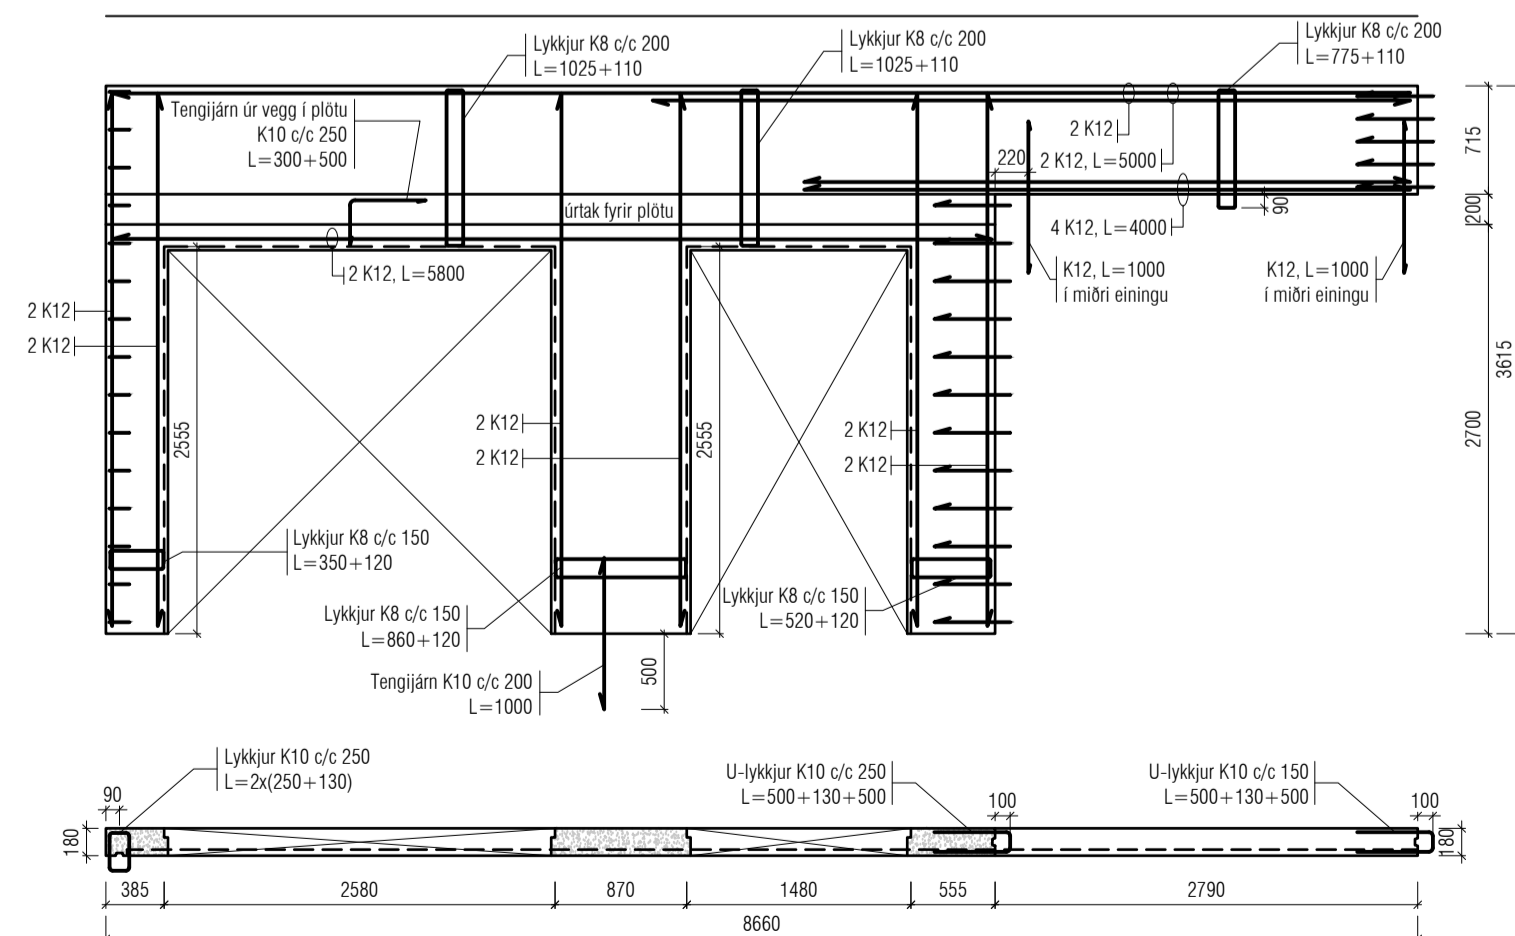 Lykkjur K8 c/c 200
L=1025+110
Lykkjur K8 c/c 200
L=1025+110
Lykkjur K8 c/c 200
L=775+110
Tengijárn úr vegg í plötu
K10 c/c 250
L=300+500
2 K12
2 K12, L=5000
220
715
úrtak fyrir plötu
90
200
4 K12, L=4000
2 K12, L=5800
K12, L=1000
í miðri einingu
K12, L=1000
í miðri einingu
2 K12
2 K12
3615
2555
2 K12
2 K12
2555
2 K12
2 K12
2700
Lykkjur K8 c/c 150
L=350+120
Lykkjur K8 c/c 150
L=860+120
Lykkjur K8 c/c 150
L=520+120
Tengijárn K10 c/c 200
L=1000
500
Lykkjur K10 c/c 250
L=2x(250+130)
U-lykkjur K10 c/c 250
L=500+130+500
U-lykkjur K10 c/c 150
L=500+130+500
90
100
100
180
180
385
2580
870
1480
555
2790
8660